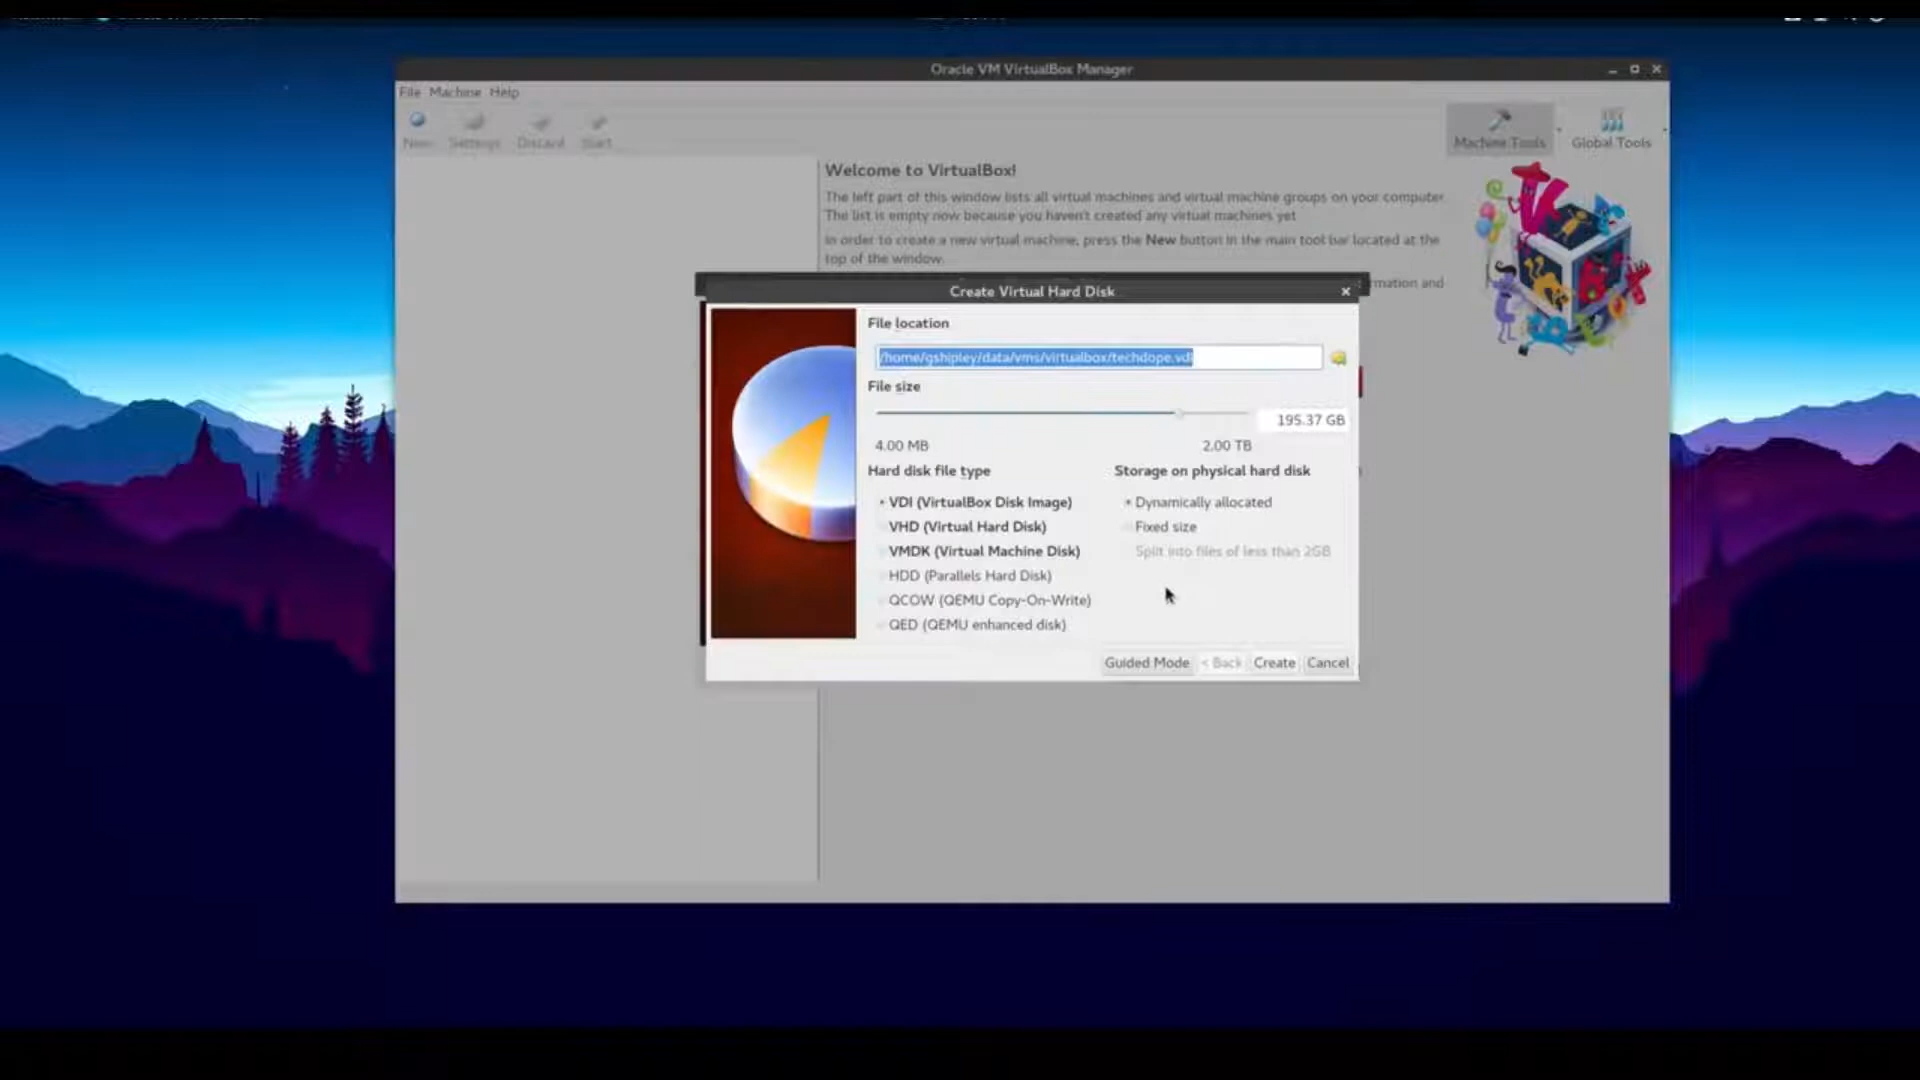 Oracle VM VirtualBox Manager
File Machine Help
New Settings Discard Start
Machine Tools Global Tools
Welcome to VirtualBox!
The left part of this window lists all virtual machines and virtual machine groups on your computer
The list is empty now because you haven't created any virtual machines yet
In order to create a new virtual machine, press the New button in the main tool bar located at the
top of the window.
rmation and
Create Virtual Hard Disk
File location
/home/gshipley/data/vms/virtualbox/techdope.vdi
File size
195.37 GB
4.00 MB 2.00 TB
Hard disk file type Storage on physical hard disk
VDI (VirtualBox Disk Image) Dynamically allocated
VHD (Virtual Hard Disk) Fixed size
VMDK (Virtual Machine Disk) Split into files of less than 2GB
HDD (Parallels Hard Disk)
QCOW (QEMU Copy-On-Write)
QED (QEMU enhanced disk)
Guided Mode < Back Create Cancel